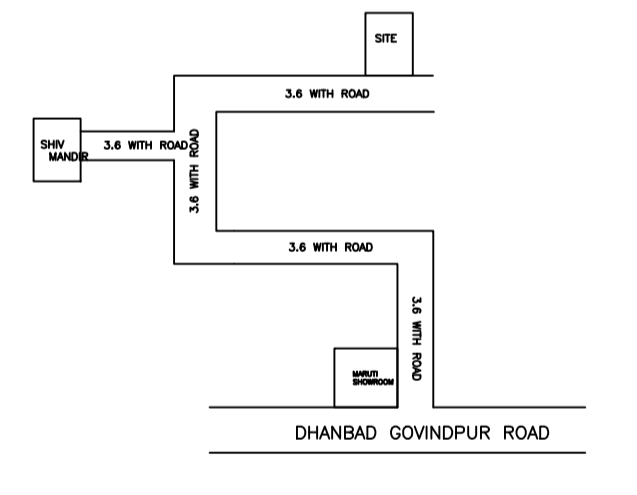 SITE
3.6 WITH ROAD
SHIV
MANDIR
3.6 WITH ROAD
3.6 WITH ROAD
3.6 WITH ROAD
3.6 WITH ROAD
MARUTI
SHOWROOM
DHANBAD GOVINDPUR ROAD